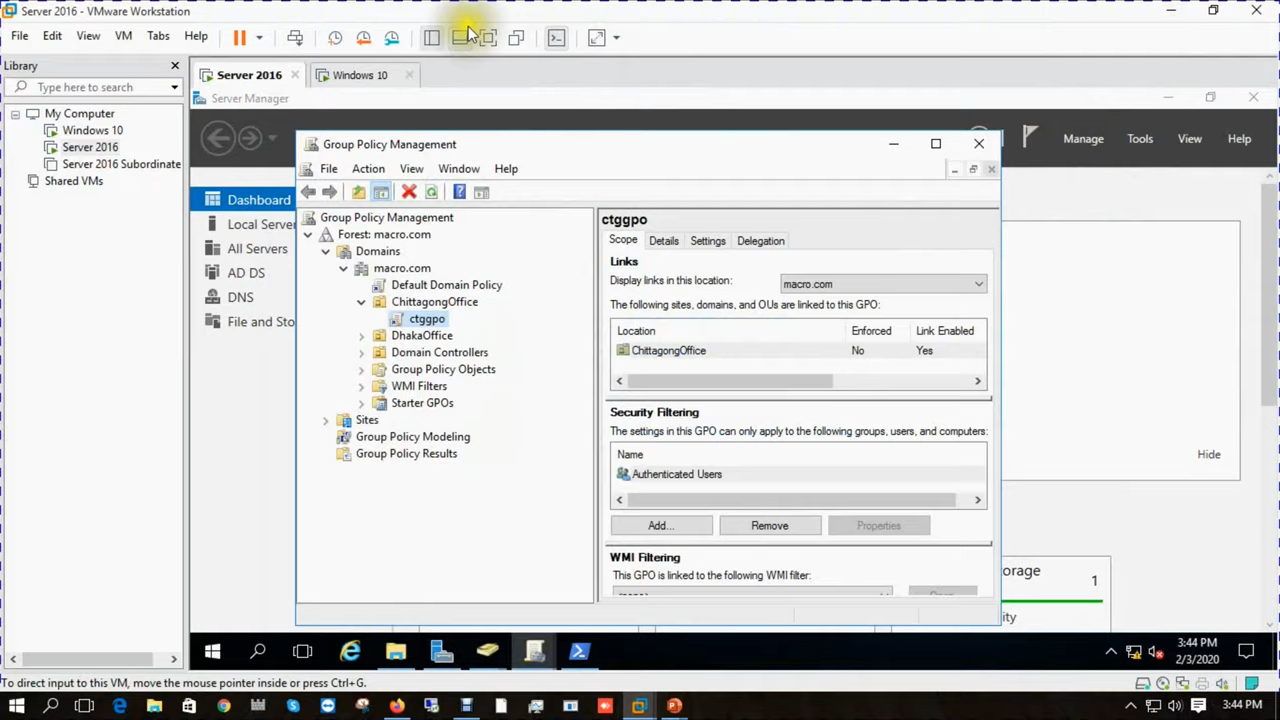 Server 2016 - VMware Workstation
File Edit View VM Tabs Help
Library
Type here to search
My Computer
Windows 10
Server 2016
Server 2016 Subordinate
Shared VMs
Server 2016
Windows 10
Server Manager
Manage Tools View Help
Dashboard
Local Server
All Servers
AD DS
DNS
File and Sto
Group Policy Management
File Action View Window Help
Group Policy Management
Forest: macro.com
Domains
macro.com
Default Domain Policy
ChittagongOffice
ctggpo
DhakaOffice
Domain Controllers
Group Policy Objects
WMI Filters
Starter GPOs
Sites
Group Policy Modeling
Group Policy Results
ctggpo
Scope Details Settings Delegation
Links
Display links in this location: macro.com
The following sites, domains, and OUs are linked to this GPO:
Location Enforced Link Enabled
ChittagongOffice No Yes
Security Filtering
The settings in this GPO can only apply to the following groups, users, and computers:
Name
Authenticated Users
Add... Remove Properties
WMI Filtering
This GPO is linked to the following WMI filter:
Hide
orage 1
ity
3:44 PM
2/3/2020
To direct input to this VM, move the mouse pointer inside or press Ctrl+G.
3:44 PM